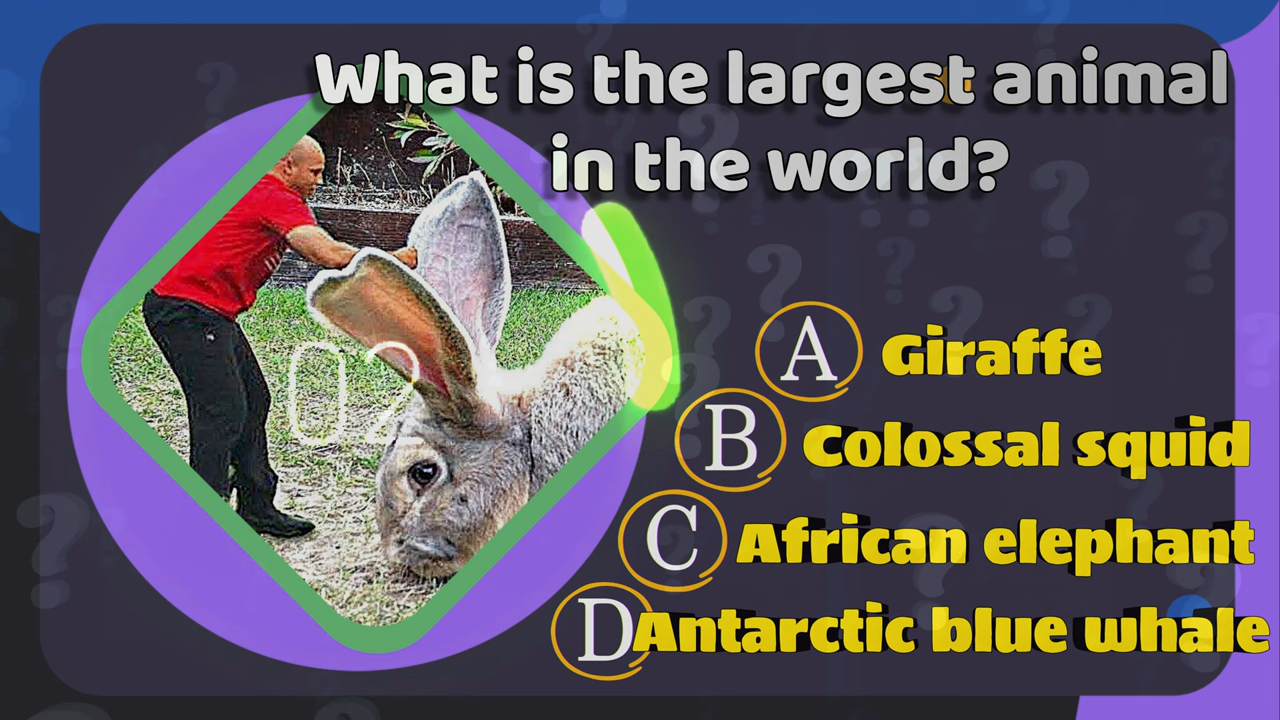 What is the largest animal
in the world?
02
A Giraffe
B Colossal squid
C African elephant
D Antarctic blue whale